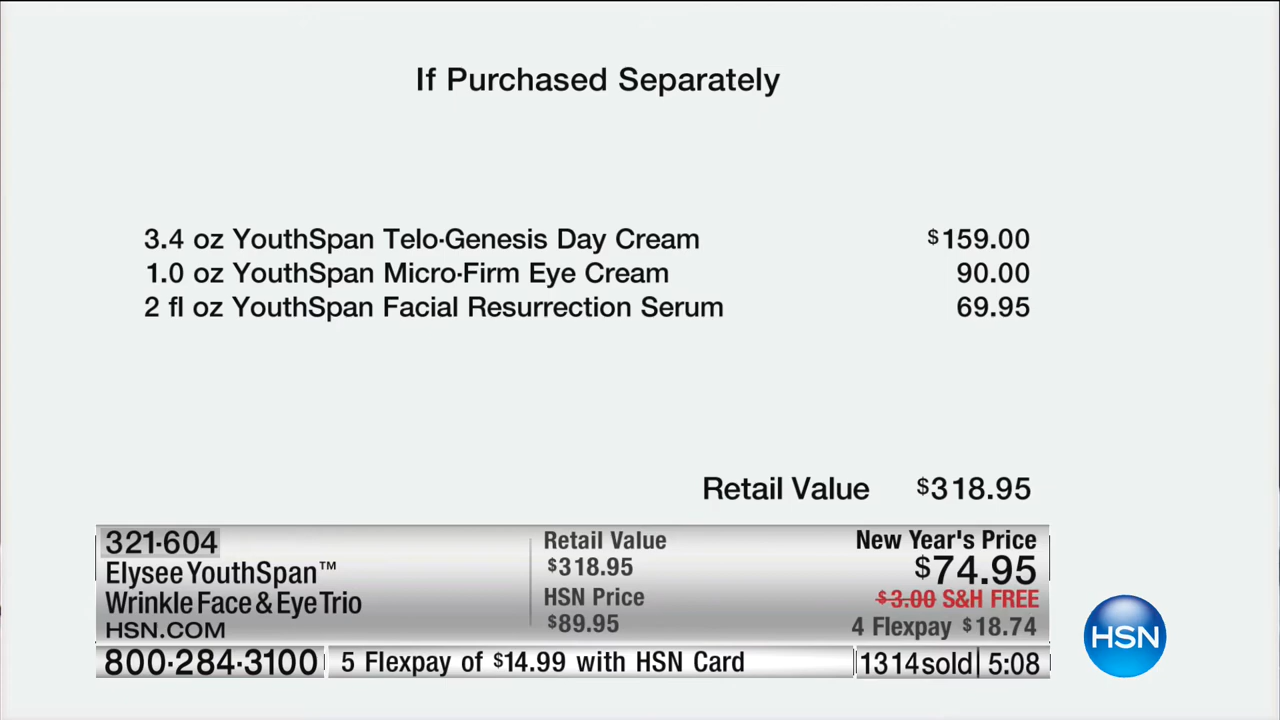 If Purchased Separately
3.4 oz YouthSpan Telo·Genesis Day Cream $159.00
1.0 oz YouthSpan Micro·Firm Eye Cream 90.00
2 fl oz YouthSpan Facial Resurrection Serum 69.95
Retail Value $318.95
321·604
Elysee YouthSpan™
Wrinkle Face & Eye Trio
HSN.COM
Retail Value
$318.95
HSN Price
$89.95
New Year's Price
$74.95
$3.00 S&H FREE
4 Flexpay $18.74
HSN
800·284·3100
5 Flexpay of $14.99 with HSN Card
1314 sold
5:08